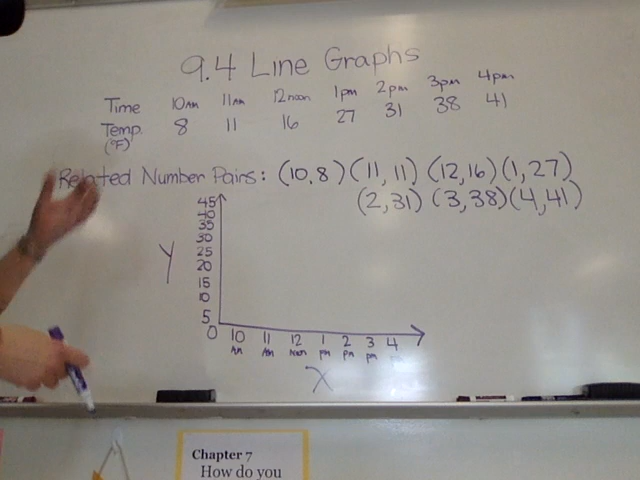 9.4 Line Graphs
Time 10AM 11AM 12noon 1pm 2pm 3pm 4pm
Temp. 8 11 16 27 31 38 41
(°F)
Related Number Pairs: (10,8) (11,11) (12,16) (1,27)
(2,31) (3,38) (4,41)
45
40
35
30
25
20
15
10
5
0
Y
10 11 12 1 2 3 4
AM AM Noon pm pm pm
X
Chapter 7
How do you